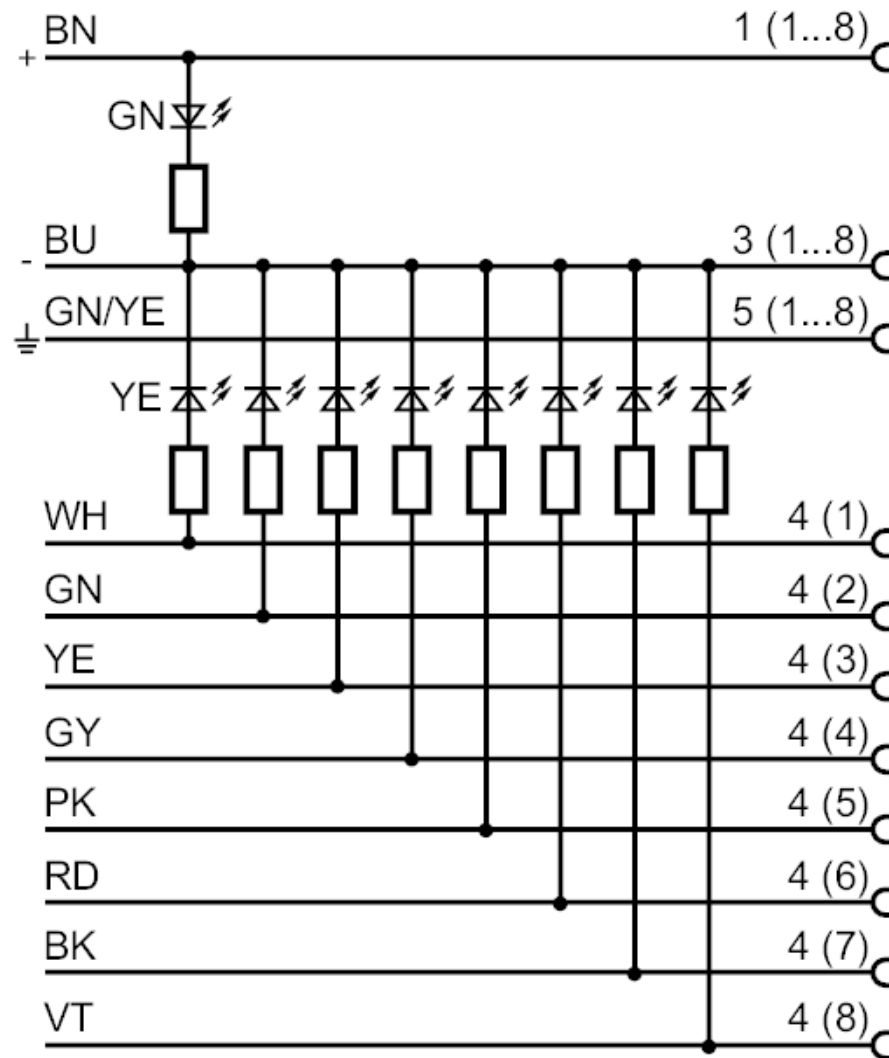 BN 1 (1...8)
+
GN
BU 3 (1...8)
-
GN/YE 5 (1...8)
YE
WH 4 (1)
GN 4 (2)
YE 4 (3)
GY 4 (4)
PK 4 (5)
RD 4 (6)
BK 4 (7)
VT 4 (8)